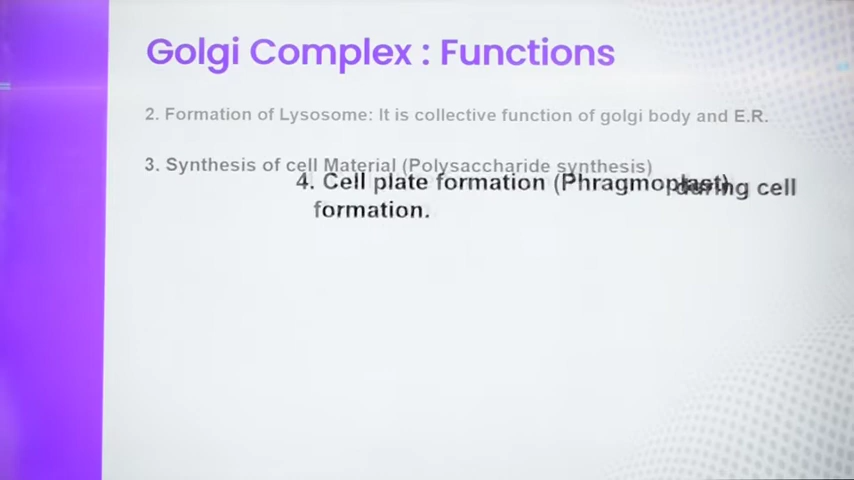 Golgi Complex : Functions
2. Formation of Lysosome: It is collective function of golgi body and E.R.
3. Synthesis of cell Material (Polysaccharide synthesis)
4. Cell plate formation (Phragmoplast) during cell
formation.